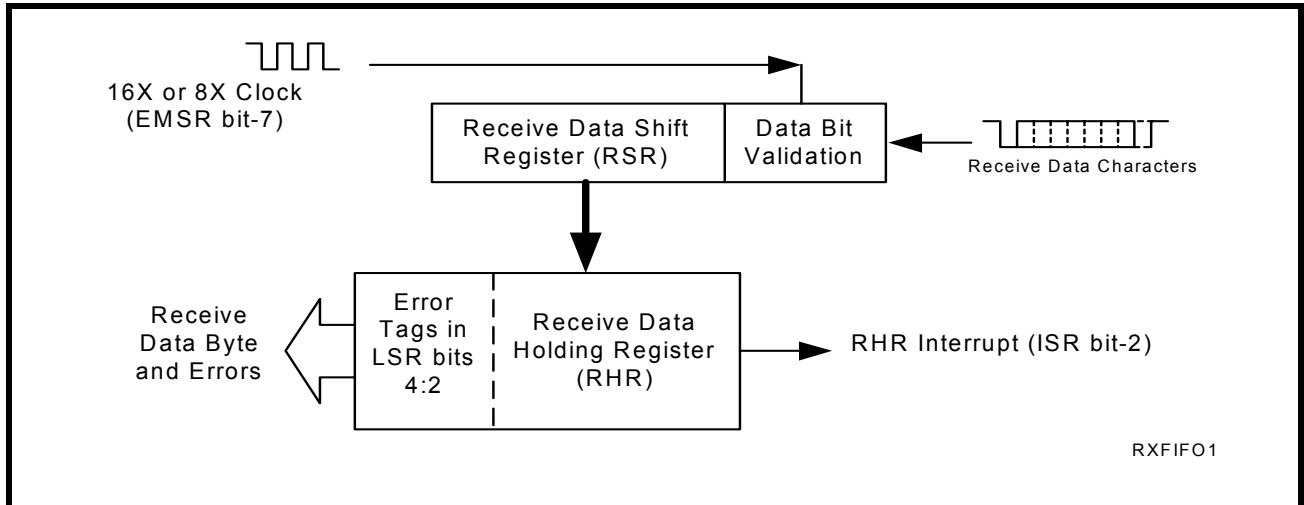 16X or 8X Clock
(EMSR bit-7)
Receive Data Shift
Register (RSR)
Data Bit
Validation
Receive Data Characters
Receive
Data Byte
and Errors
Error
Tags in
LSR bits
4:2
Receive Data
Holding Register
(RHR)
RHR Interrupt (ISR bit-2)
RXFIFO1